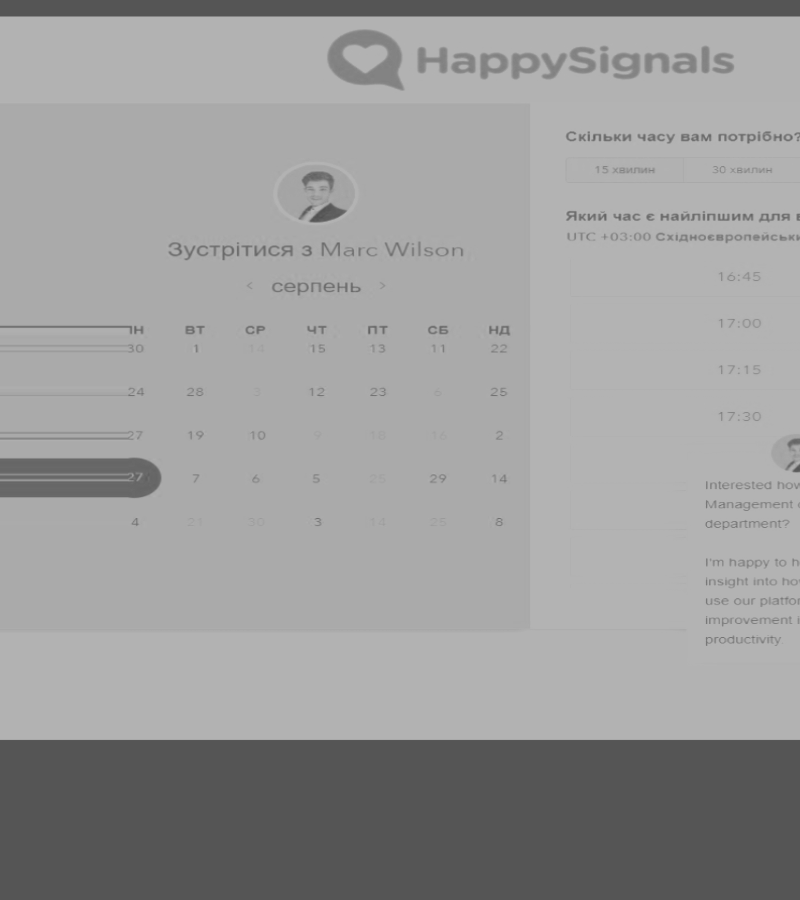 HappySignals
Зустрітися з Marc Wilson
< серпень >
ПН ВТ СР ЧТ ПТ СБ НД
30 1 14 15 13 11 22
24 28 3 12 23 6 25
27 19 10 9 18 16 2
27 7 6 5 25 29 14
4 21 30 3 14 25 8
Скільки часу вам потрібно?
15 хвилин 30 хвилин
Який час є найліпшим для
UTC +03:00
16:45
17:00
17:15
17:30
Interested how
Management
department?
I'm happy to
insight into
use our
improvement
productivity.